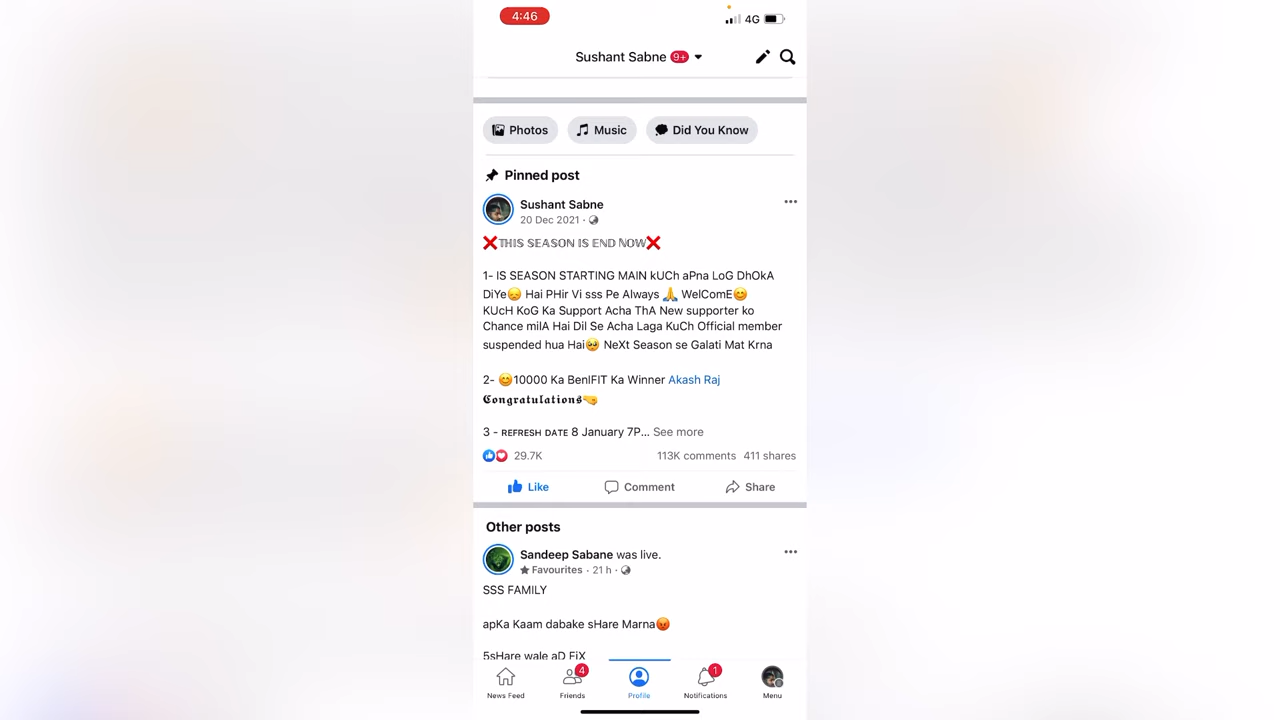 4:46
4G
Sushant Sabne 9+
Photos Music Did You Know
Pinned post
Sushant Sabne
20 Dec 2021 ·
❌𝕋ℍ𝕀𝕊 𝕊𝔼𝔸𝕊𝕆ℕ 𝕀𝕊 𝔼ℕ𝔻 ℕ𝕆𝕎❌
1- IS SEASON STARTING MAIN kUCh aPna LoG DhOkA
DiYe😞 Hai PHir Vi sss Pe Always 🙏 WelComE😊
KUcH KoG Ka Support Acha ThA New supporter ko
Chance milA Hai Dil Se Acha Laga KuCh Official member
suspended hua Hai🥺 NeXt Season se Galati Mat Krna
2- 😊10000 Ka BenIFIT Ka Winner Akash Raj
𝕮𝖔𝖓𝖌𝖗𝖆𝖙𝖚𝖑𝖆𝖙𝖎𝖔𝖓𝖘🤜
3 - ʀᴇғʀᴇsʜ ᴅᴀᴛᴇ 8 January 7P... See more
29.7K 113K comments 411 shares
Like Comment Share
Other posts
Sandeep Sabane was live.
Favourites · 21 h ·
SSS FAMILY
apKa Kaam dabake sHare Marna😡
5sHare wale aD FiX
4 1
News Feed Friends Profile Notifications Menu